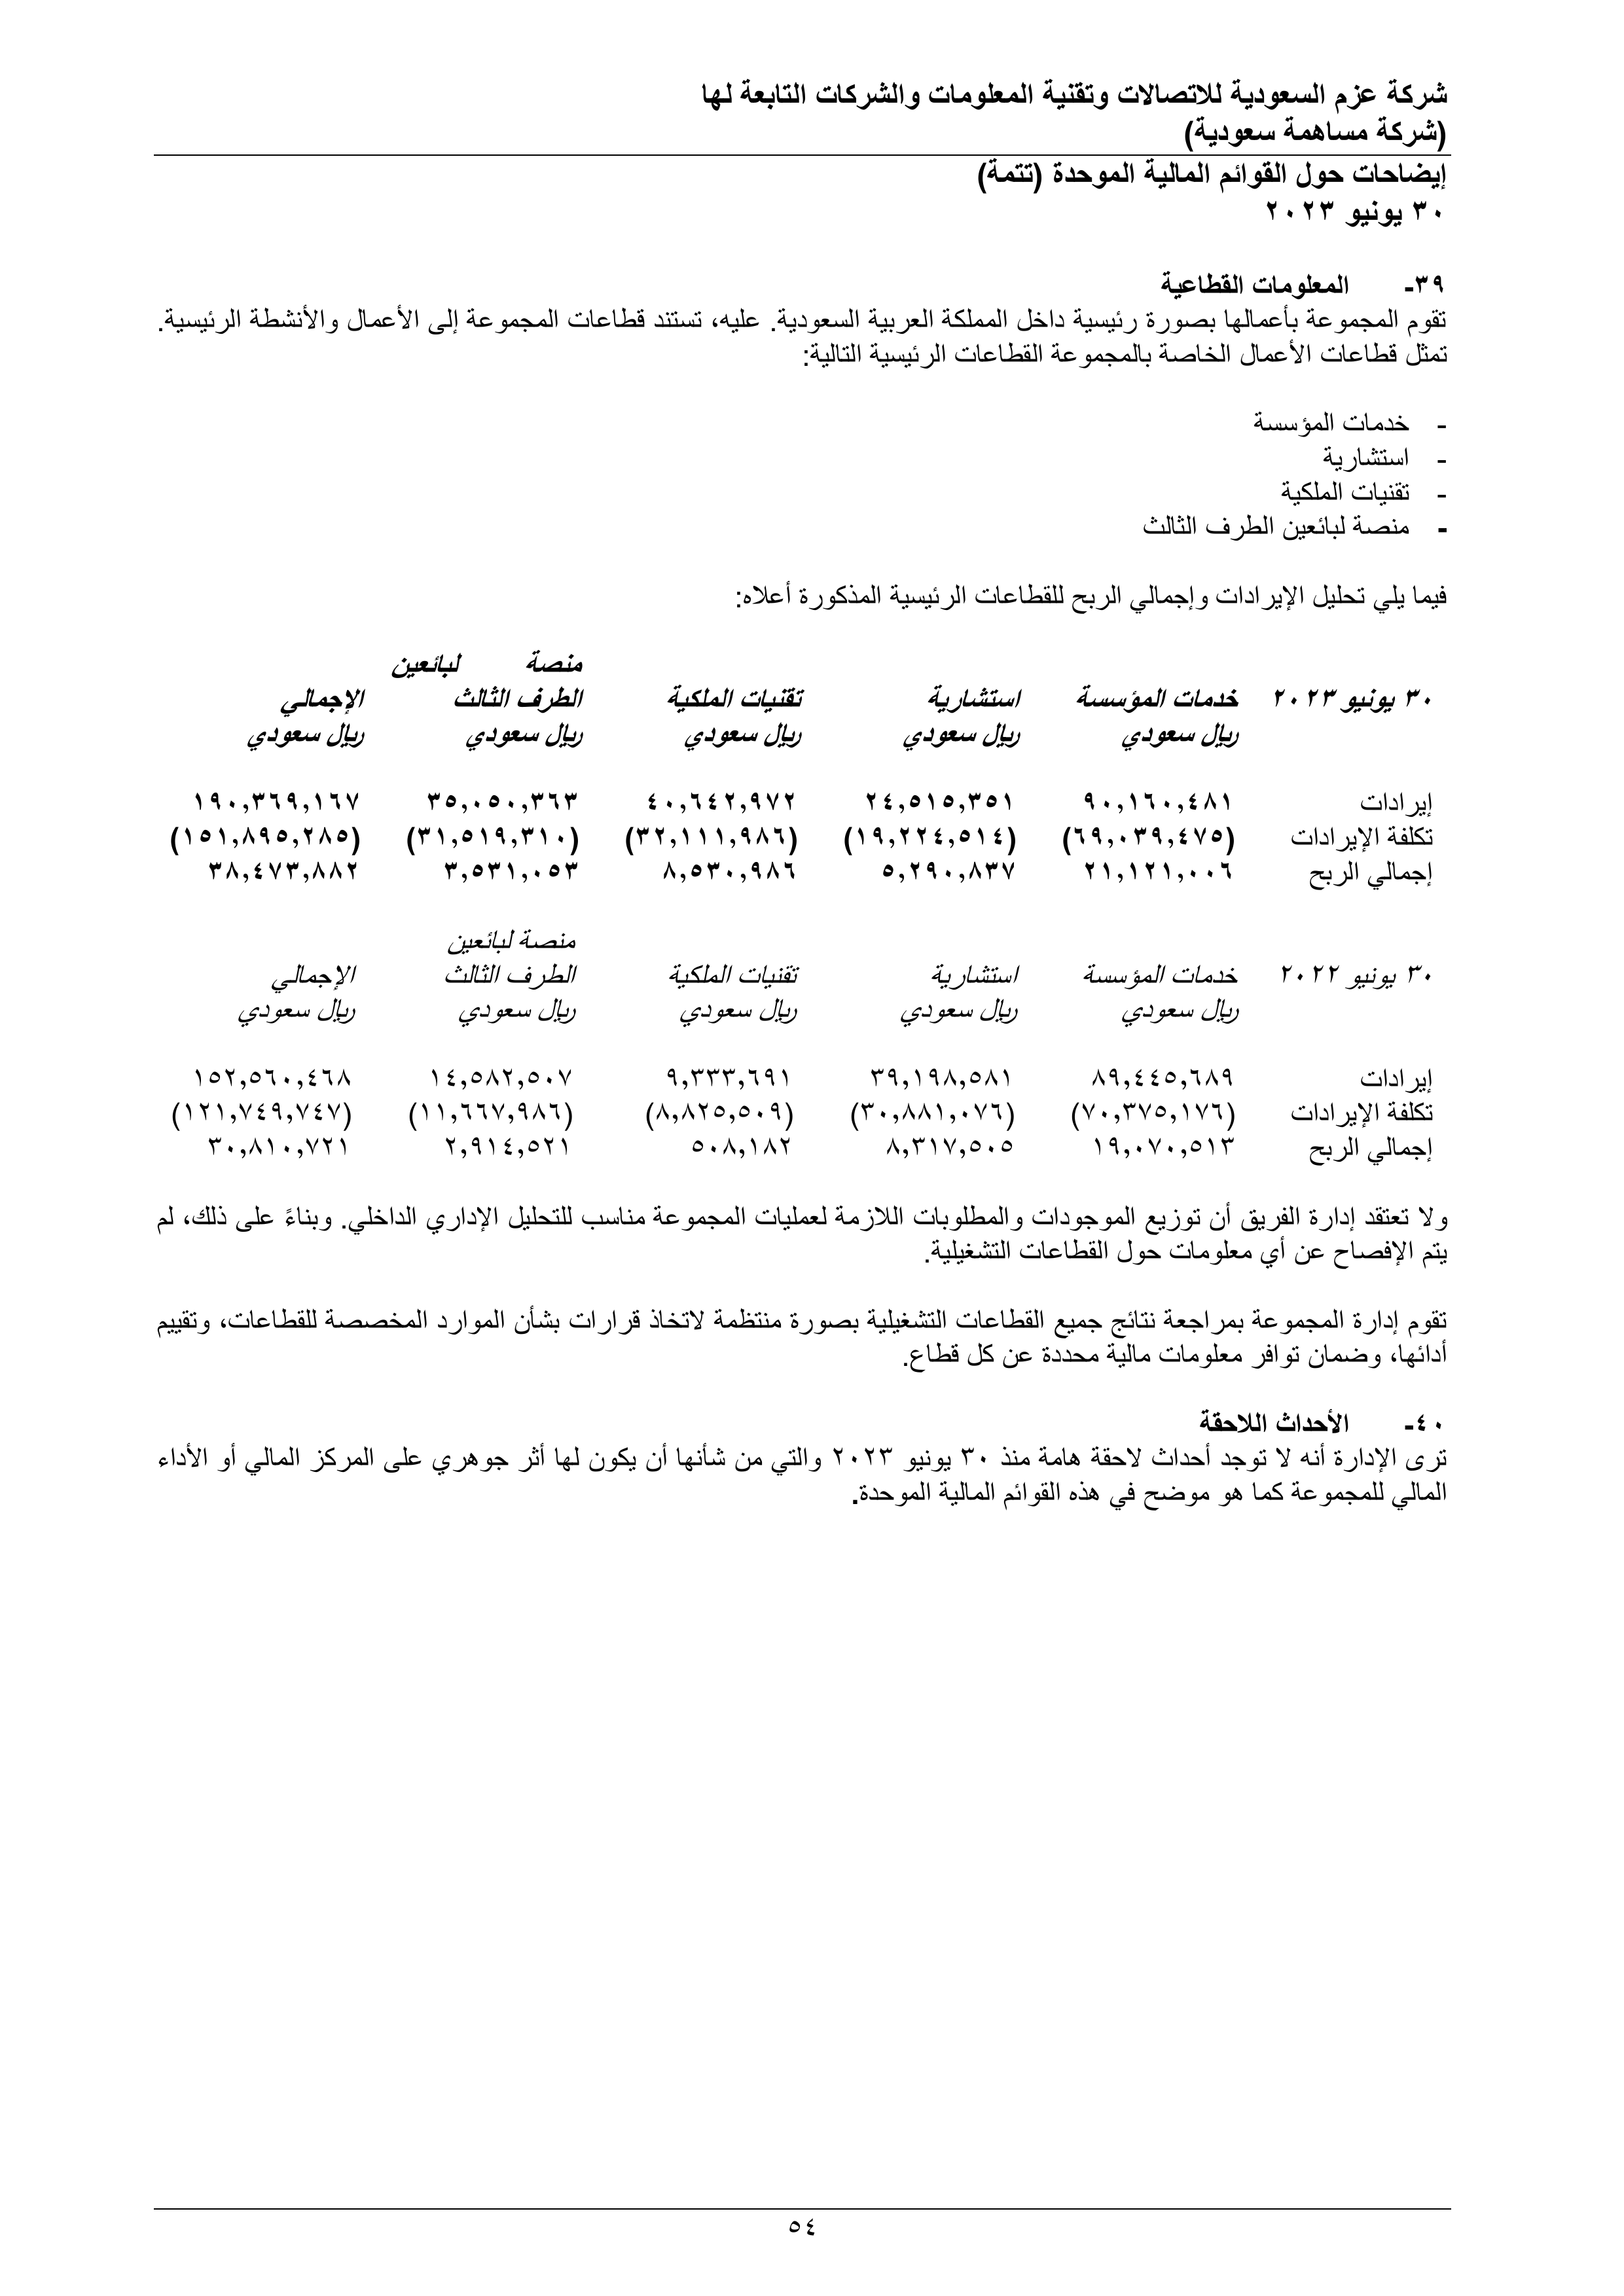 شركة عزم السعودية للاتصالات وتقنية المعلومات والشركات التابعة لها
(شركة مساهمة سعودية)
إيضاحات حول القوائم المالية الموحدة (تتمة)
٣٠ يونيو ٢٠٢٣
٣٩- المعلومات القطاعية
تقوم المجموعة بأعمالها بصورة رئيسية داخل المملكة العربية السعودية. عليه، تستند قطاعات المجموعة إلى الأعمال والأنشطة الرئيسية.
تمثل قطاعات الأعمال الخاصة بالمجموعة القطاعات الرئيسية التالية:
- خدمات المؤسسة
- استشارية
- تقنيات الملكية
- منصة لبائعين الطرف الثالث
فيما يلي تحليل الإيرادات وإجمالي الربح للقطاعات الرئيسية المذكورة أعلاه:
منصة لبائعين
٣٠ يونيو ٢٠٢٣ خدمات المؤسسة استشارية تقنيات الملكية الطرف الثالث الإجمالي
ريال سعودي ريال سعودي ريال سعودي ريال سعودي ريال سعودي
إيرادات ٩٠,١٦٠,٤٨١ ٢٤,٥١٥,٣٥١ ٤٠,٦٤٢,٩٧٢ ٣٥,٠٥٠,٣٦٣ ١٩٠,٣٦٩,١٦٧
تكلفة الإيرادات (٦٩,٠٣٩,٤٧٥) (١٩,٢٢٤,٥١٤) (٣٢,١١١,٩٨٦) (٣١,٥١٩,٣١٠) (١٥١,٨٩٥,٢٨٥)
إجمالي الربح ٢١,١٢١,٠٠٦ ٥,٢٩٠,٨٣٧ ٨,٥٣٠,٩٨٦ ٣,٥٣١,٠٥٣ ٣٨,٤٧٣,٨٨٢
منصة لبائعين
٣٠ يونيو ٢٠٢٢ خدمات المؤسسة استشارية تقنيات الملكية الطرف الثالث الإجمالي
ريال سعودي ريال سعودي ريال سعودي ريال سعودي ريال سعودي
إيرادات ٨٩,٤٤٥,٦٨٩ ٣٩,١٩٨,٥٨١ ٩,٣٣٣,٦٩١ ١٤,٥٨٢,٥٠٧ ١٥٢,٥٦٠,٤٦٨
تكلفة الإيرادات (٧٠,٣٧٥,١٧٦) (٣٠,٨٨١,٠٧٦) (٨,٨٢٥,٥٠٩) (١١,٦٦٧,٩٨٦) (١٢١,٧٤٩,٧٤٧)
إجمالي الربح ١٩,٠٧٠,٥١٣ ٨,٣١٧,٥٠٥ ٥٠٨,١٨٢ ٢,٩١٤,٥٢١ ٣٠,٨١٠,٧٢١
ولا تعتقد إدارة الفريق أن توزيع الموجودات والمطلوبات اللازمة لعمليات المجموعة مناسب للتحليل الإداري الداخلي. وبناءً على ذلك، لم
يتم الإفصاح عن أي معلومات حول القطاعات التشغيلية.
تقوم إدارة المجموعة بمراجعة نتائج جميع القطاعات التشغيلية بصورة منتظمة لاتخاذ قرارات بشأن الموارد المخصصة للقطاعات، وتقييم
أدائها، وضمان توافر معلومات مالية محددة عن كل قطاع.
٤٠- الأحداث اللاحقة
ترى الإدارة أنه لا توجد أحداث لاحقة هامة منذ ٣٠ يونيو ٢٠٢٣ والتي من شأنها أن يكون لها أثر جوهري على المركز المالي أو الأداء
المالي للمجموعة كما هو موضح في هذه القوائم المالية الموحدة.
٥٤